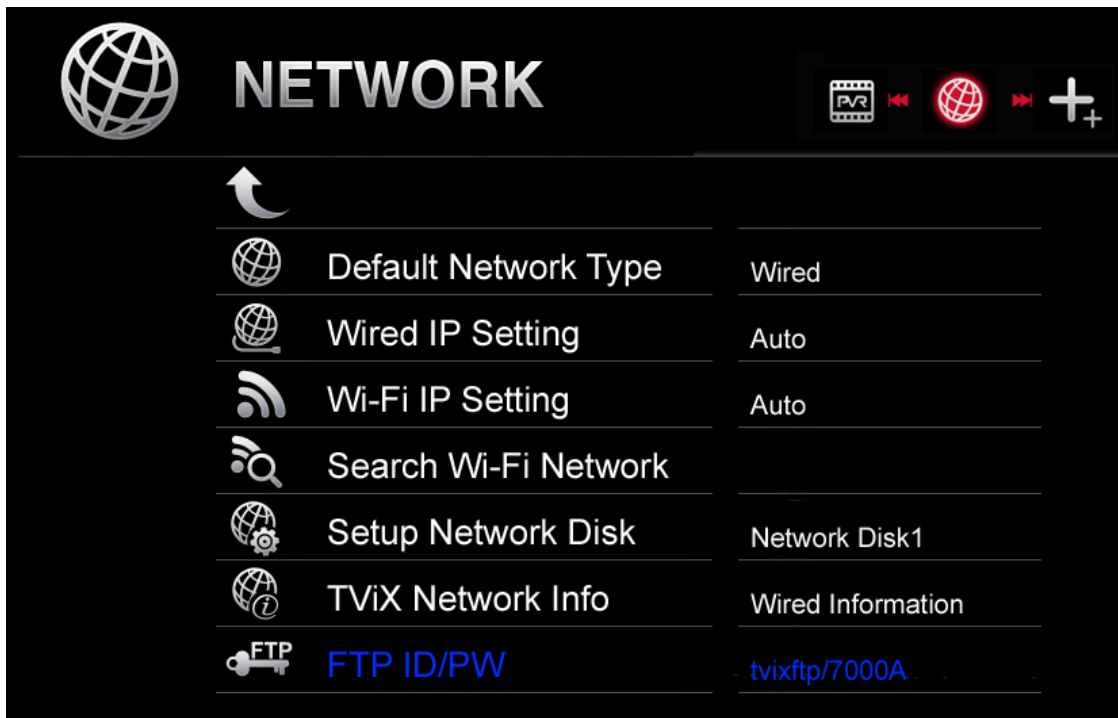 NETWORK
PVR
Default Network Type Wired
Wired IP Setting Auto
Wi-Fi IP Setting Auto
Search Wi-Fi Network
Setup Network Disk Network Disk1
TViX Network Info Wired Information
FTP FTP ID/PW tvixftp/7000A